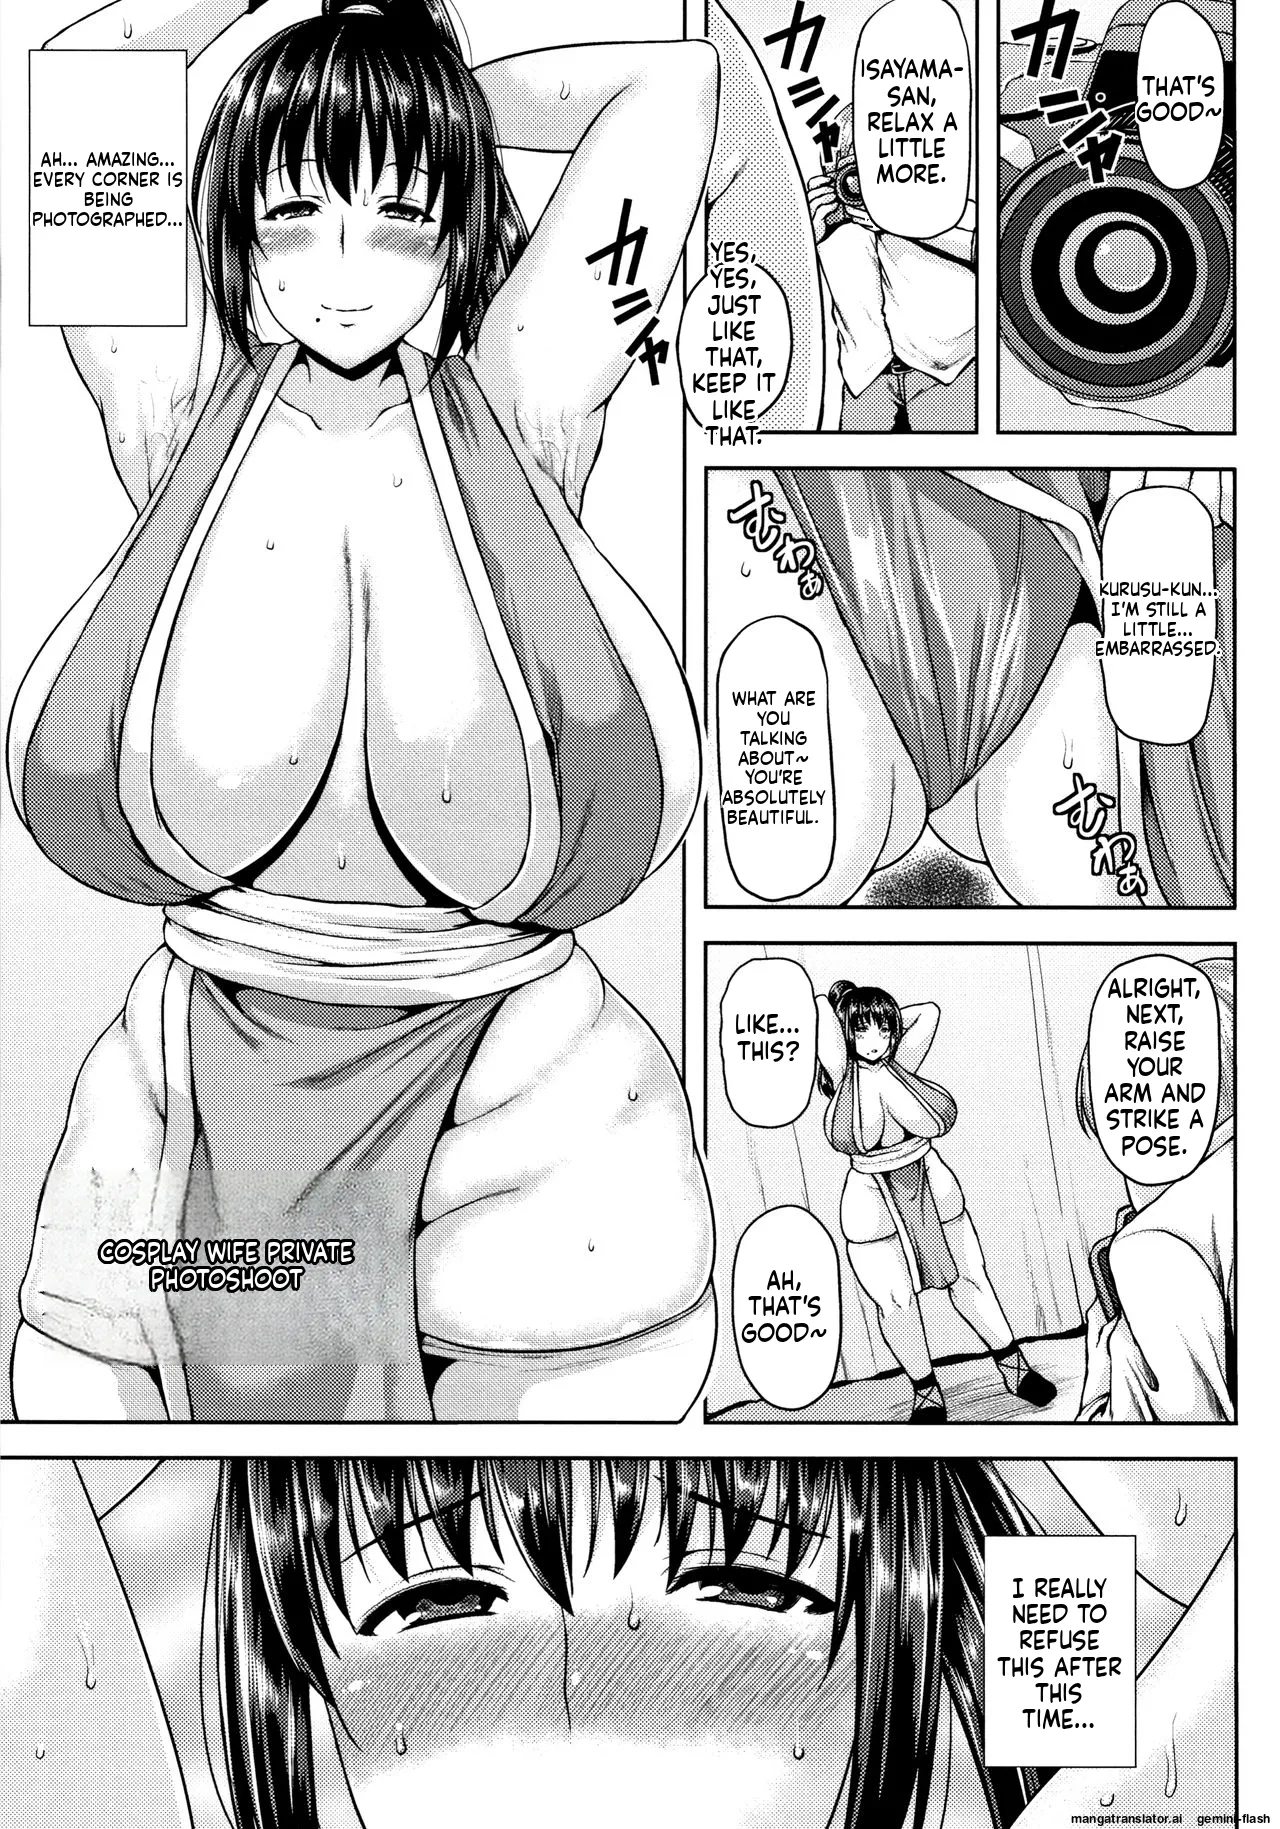 THAT'S
GOOD~
カ
ニャ
ISAYAMA-
SAN,
RELAX A
LITTLE
MORE.
カ
ニャ
YES,
YES,
JUST
LIKE
THAT,
KEEP IT
LIKE
THAT.
KURUSU-KUN...
I'M STILL A
LITTLE...
EMBARRASSED.
むわぁ
WHAT ARE
YOU
TALKING
ABOUT~
YOU'RE
ABSOLUTELY
BEAUTIFUL.
むわぁ
ALRIGHT,
NEXT,
RAISE
YOUR
ARM AND
STRIKE A
POSE.
LIKE...
THIS?
AH,
THAT'S
GOOD~
カ
ニャ
AH... AMAZING...
EVERY CORNER IS
BEING
PHOTOGRAPHED...
COSPLAY WIFE PRIVATE
PHOTOSHOOT
I REALLY
NEED TO
REFUSE
THIS AFTER
THIS
TIME...
mangatranslator.ai gemini-flash